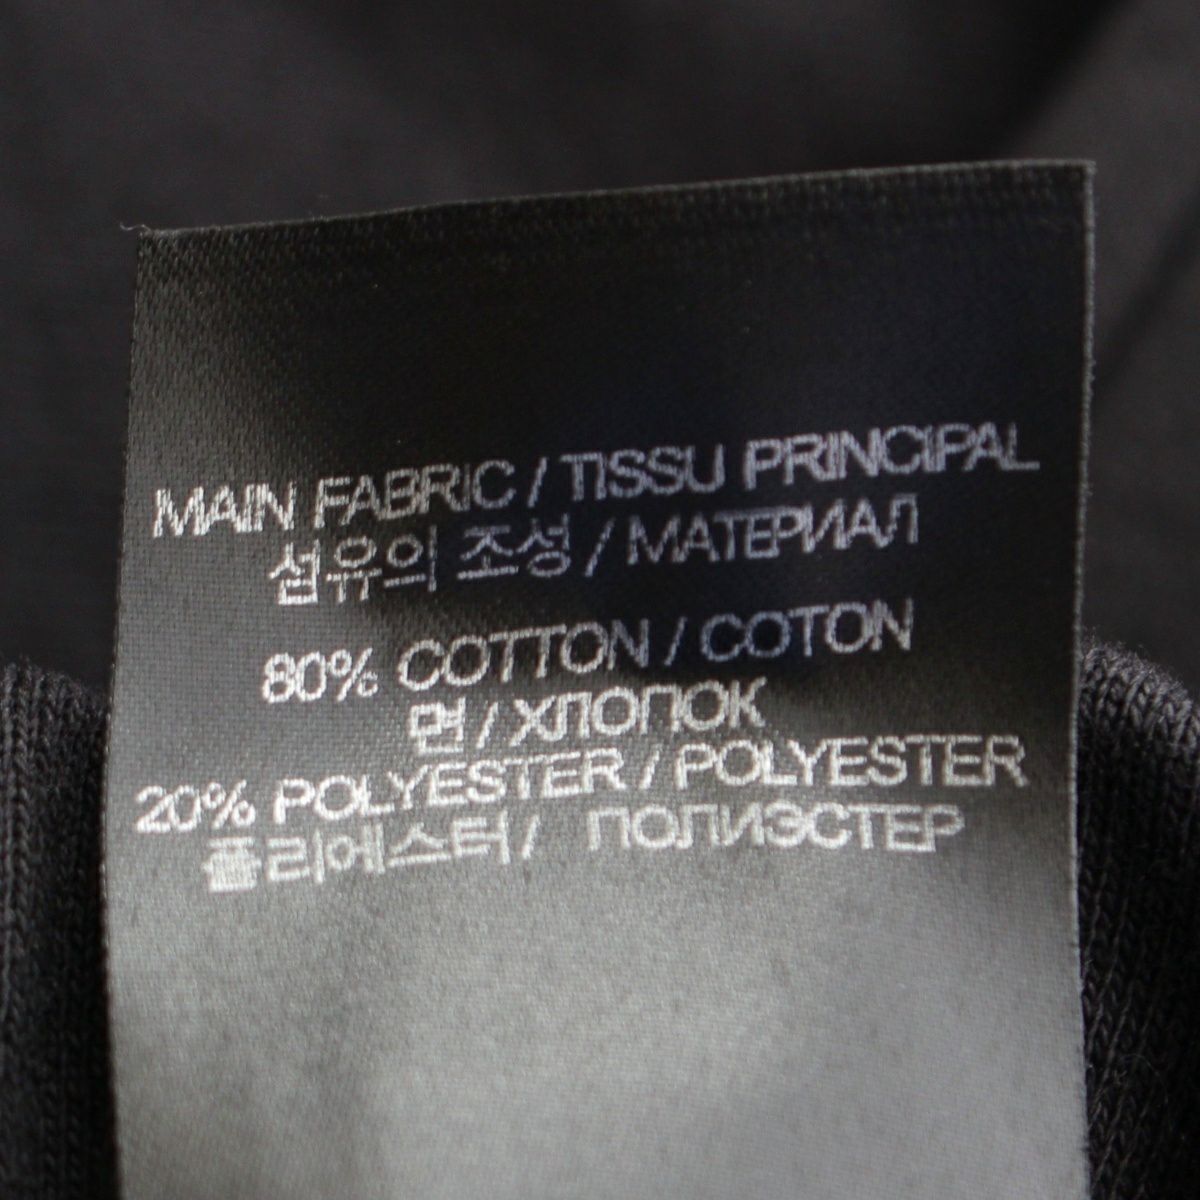 MAIN FABRIC / TISSU PRINCIPAL
섬유의 조성 / МАТЕРИАЛ
80% COTTON / COTON
면 / ХЛОПОК
20% POLYESTER / POLYESTER
폴리에스터 / ПОЛИЭСТЕР